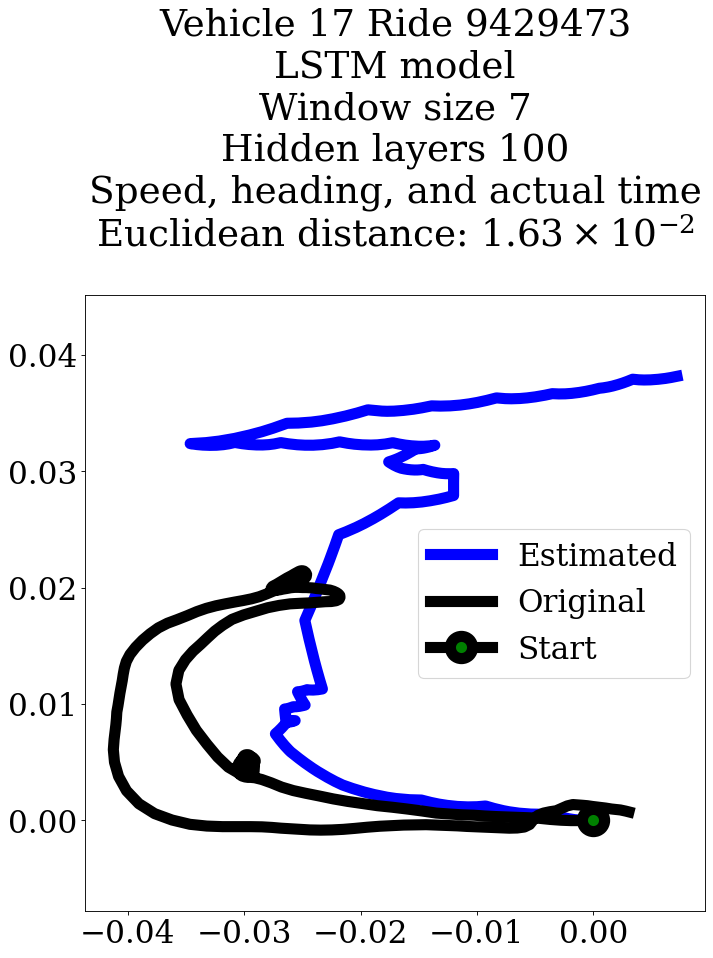 Vehicle 17 Ride 9429473
LSTM model
Window size 7
Hidden layers 100
Speed, heading, and actual time
Euclidean distance: 1.63 × 10⁻²
0.04
0.03
0.02
0.01
0.00
Estimated
Original
Start
−0.04 −0.03 −0.02 −0.01 0.00